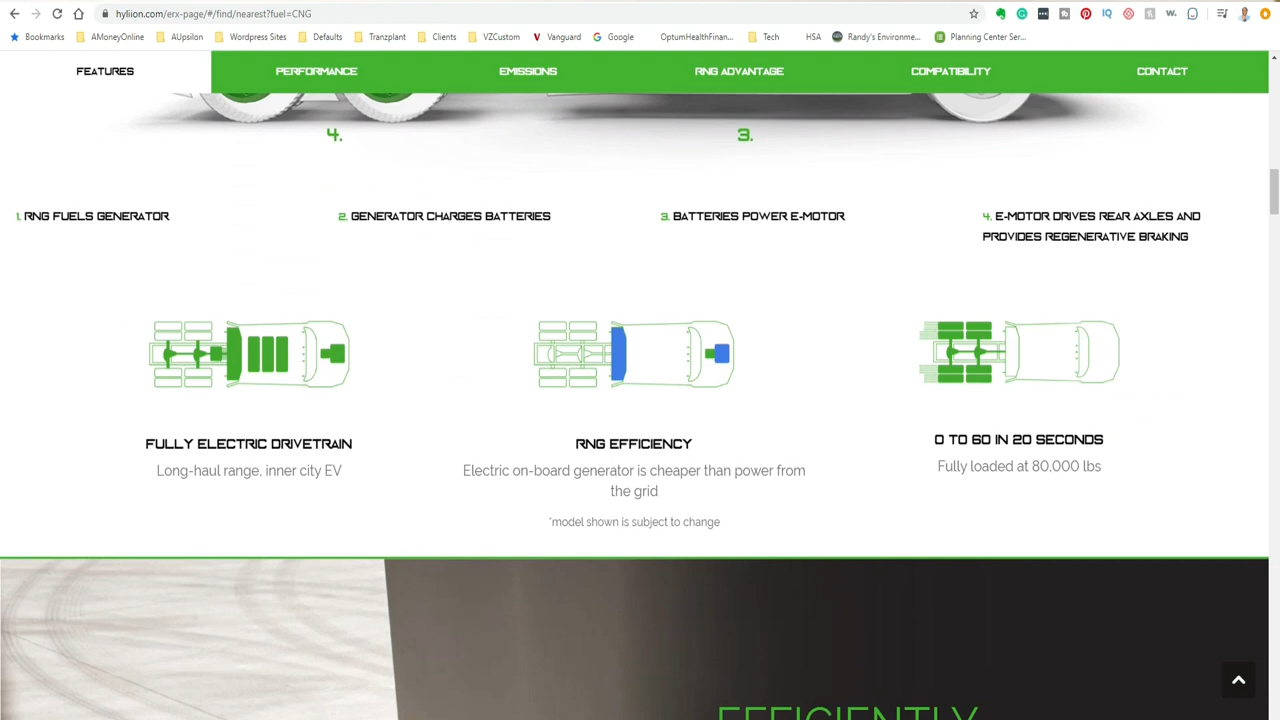 hyliion.com/erx-page/#/find/nearest?fuel=CNG
Bookmarks AMoneyOnline AUpsilon Wordpress Sites Defaults Tranzplant Clients VZCustom Vanguard Google OptumHealthFinan... Tech HSA Randy's Environme... Planning Center Ser...
FEATURES PERFORMANCE EMISSIONS RNG ADVANTAGE COMPATIBILITY CONTACT
4. 3.
1. RNG FUELS GENERATOR
2. GENERATOR CHARGES BATTERIES
3. BATTERIES POWER E-MOTOR
4. E-MOTOR DRIVES REAR AXLES AND
PROVIDES REGENERATIVE BRAKING
FULLY ELECTRIC DRIVETRAIN
Long-haul range, inner city EV
RNG EFFICIENCY
Electric on-board generator is cheaper than power from
the grid
*model shown is subject to change
0 TO 60 IN 20 SECONDS
Fully loaded at 80,000 lbs
EFFICIENTLY